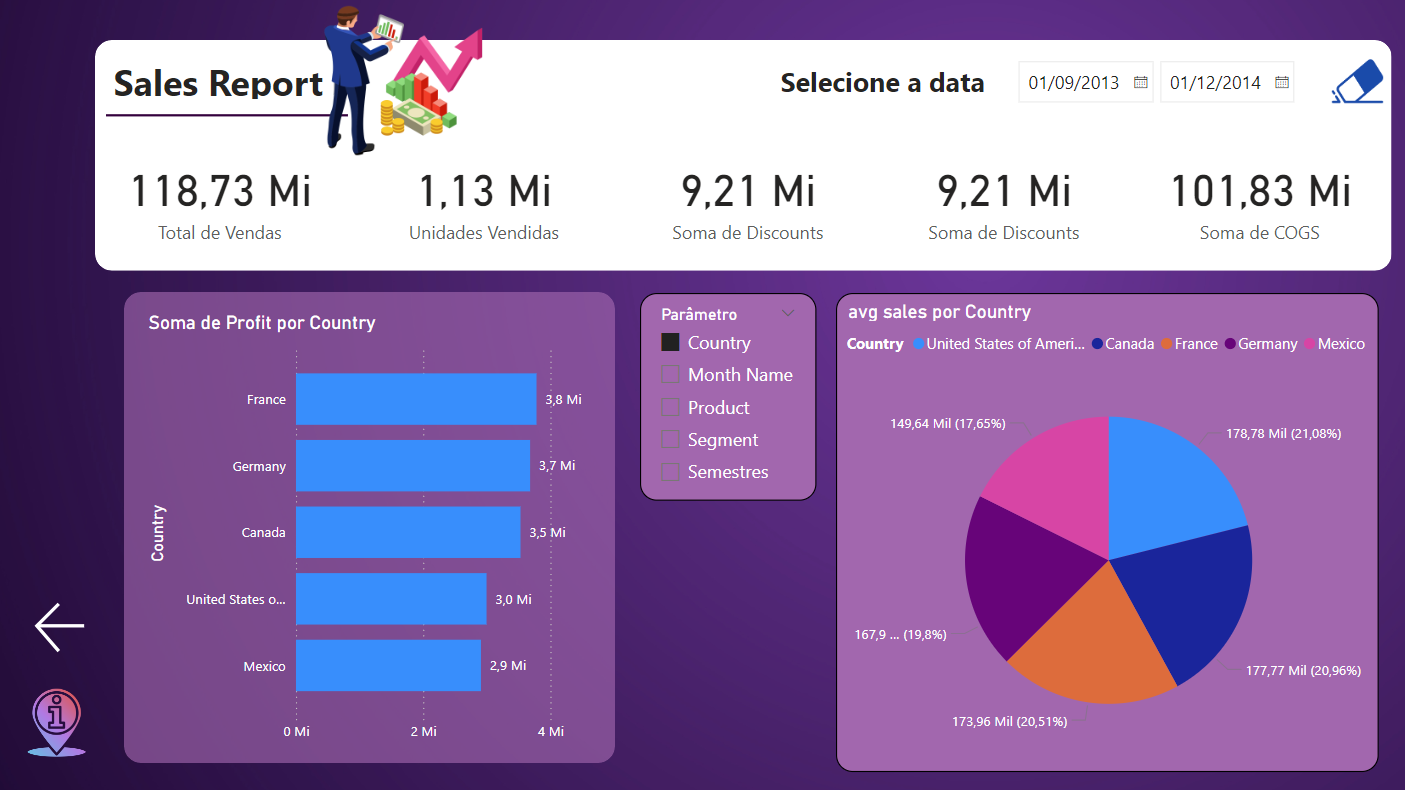 Sales Report
Selecione a data
01/09/2013
01/12/2014
118,73 Mi
Total de Vendas
1,13 Mi
Unidades Vendidas
9,21 Mi
Soma de Discounts
9,21 Mi
Soma de Discounts
101,83 Mi
Soma de COGS
Soma de Profit por Country
Country
France
3,8 Mi
Germany
3,7 Mi
Canada
3,5 Mi
United States o...
3,0 Mi
Mexico
2,9 Mi
0 Mi
2 Mi
4 Mi
Parâmetro
Country
Month Name
Product
Segment
Semestres
avg sales por Country
Country United States of Ameri... Canada France Germany Mexico
149,64 Mil (17,65%)
178,78 Mil (21,08%)
167,9 ... (19,8%)
177,77 Mil (20,96%)
173,96 Mil (20,51%)
i